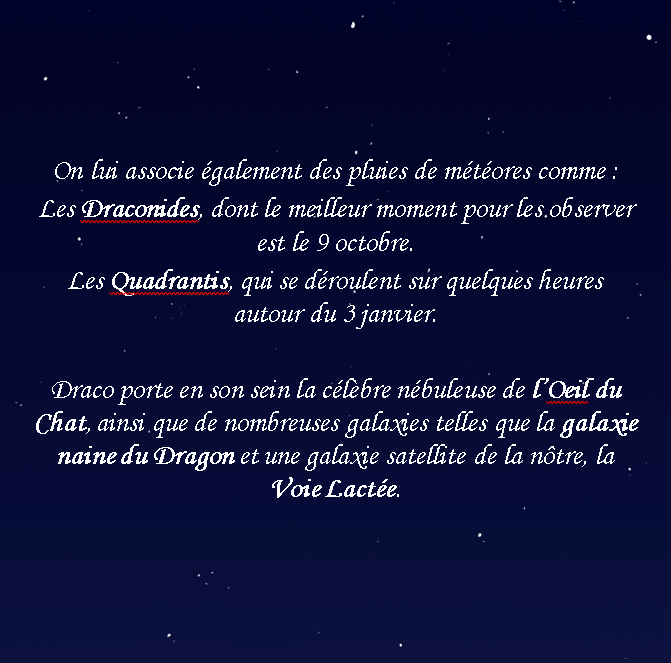 On lui associe également des pluies de météores comme :
Les Draconides, dont le meilleur moment pour les observer
est le 9 octobre.
Les Quadrantis, qui se déroulent sur quelques heures
autour du 3 janvier.
Draco porte en son sein la célèbre nébuleuse de l'Oeil du
Chat, ainsi que de nombreuses galaxies telles que la galaxie
naine du Dragon et une galaxie satellite de la nôtre, la
Voie Lactée.